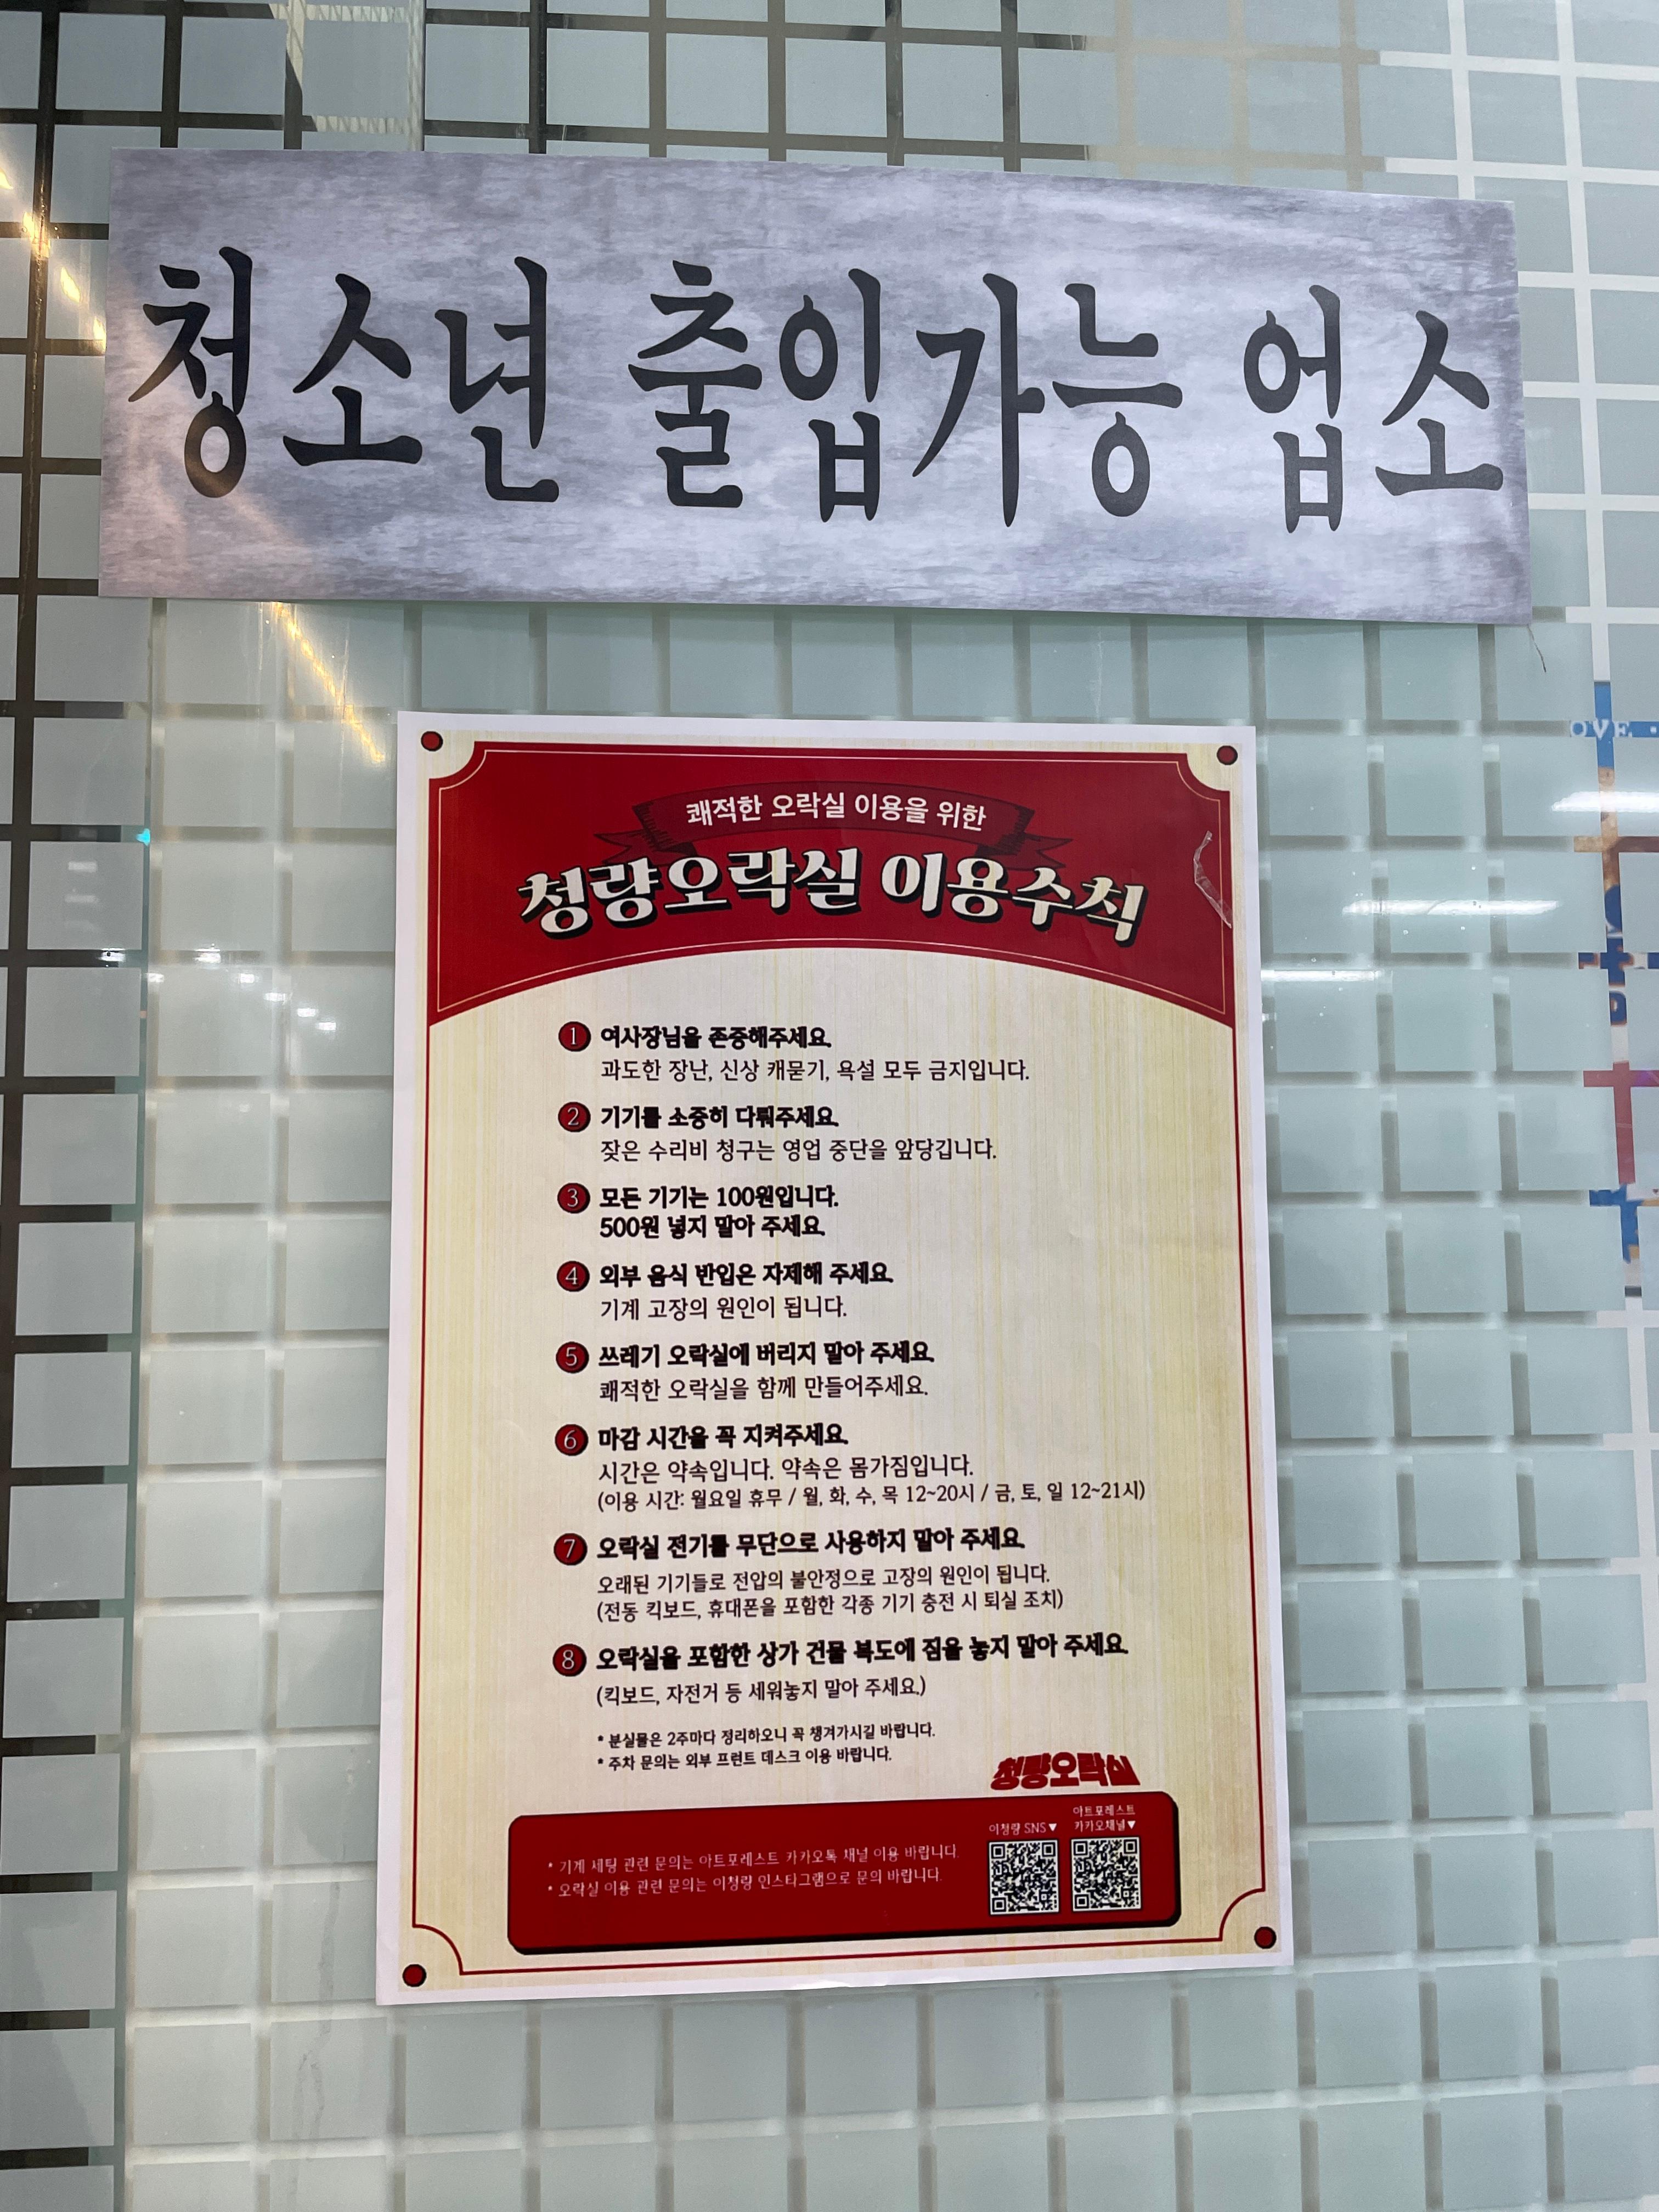 청소년 출입가능 업소
쾌적한 오락실 이용을 위한
청량오락실 이용수칙
1 여사장님을 존중해주세요.
과도한 장난, 신상 캐묻기, 욕설 모두 금지입니다.
2 기기를 소중히 다뤄주세요.
잦은 수리비 청구는 영업 중단을 앞당깁니다.
3 모든 기기는 100원입니다.
500원 넣지 말아 주세요.
4 외부 음식 반입은 자제해 주세요.
기계 고장의 원인이 됩니다.
5 쓰레기 오락실에 버리지 말아 주세요.
쾌적한 오락실을 함께 만들어주세요.
6 마감 시간을 꼭 지켜주세요.
시간은 약속입니다. 약속은 몸가짐입니다.
(이용 시간: 월요일 휴무 / 월, 화, 수, 목 12~20시 / 금, 토, 일 12~21시)
7 오락실 전기를 무단으로 사용하지 말아 주세요.
오래된 기기들로 전압의 불안정으로 고장의 원인이 됩니다.
(전동 킥보드, 휴대폰을 포함한 각종 기기 충전 시 퇴실 조치)
8 오락실을 포함한 상가 건물 복도에 짐을 놓지 말아 주세요.
(킥보드, 자전거 등 세워놓지 말아 주세요.)
* 분실물은 2주마다 정리하오니 꼭 챙겨가시길 바랍니다.
* 주차 문의는 외부 프런트 데스크 이용 바랍니다.
청량오락실
이청량 SNS▼
아트포레스트
카카오채널▼
* 기계 세팅 관련 문의는 아트포레스트 카카오톡 채널 이용 바랍니다.
* 오락실 이용 관련 문의는 이청량 인스타그램으로 문의 바랍니다.